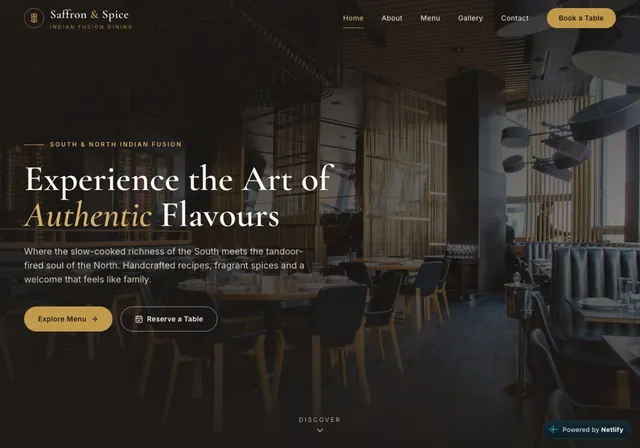 Saffron & Spice
INDIAN FUSION DINING
Home
About
Menu
Gallery
Contact
Book a Table
SOUTH & NORTH INDIAN FUSION
Experience the Art of
Authentic Flavours
Where the slow-cooked richness of the South meets the tandoor-
fired soul of the North. Handcrafted recipes, fragrant spices and a
welcome that feels like family.
Explore Menu →
Reserve a Table
DISCOVER
Powered by Netlify